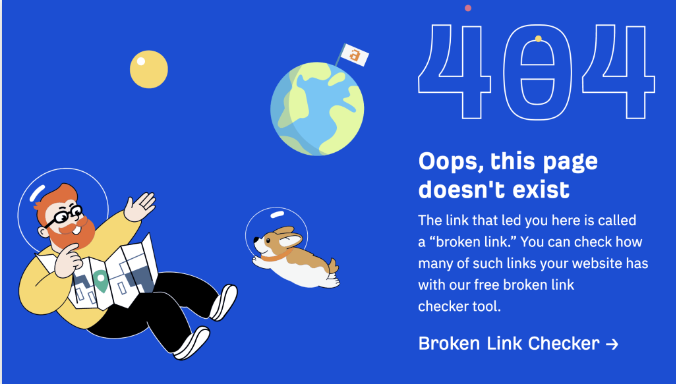 a
404
Oops, this page
doesn't exist
The link that led you here is called
a “broken link.” You can check how
many of such links your website has
with our free broken link
checker tool.
Broken Link Checker →